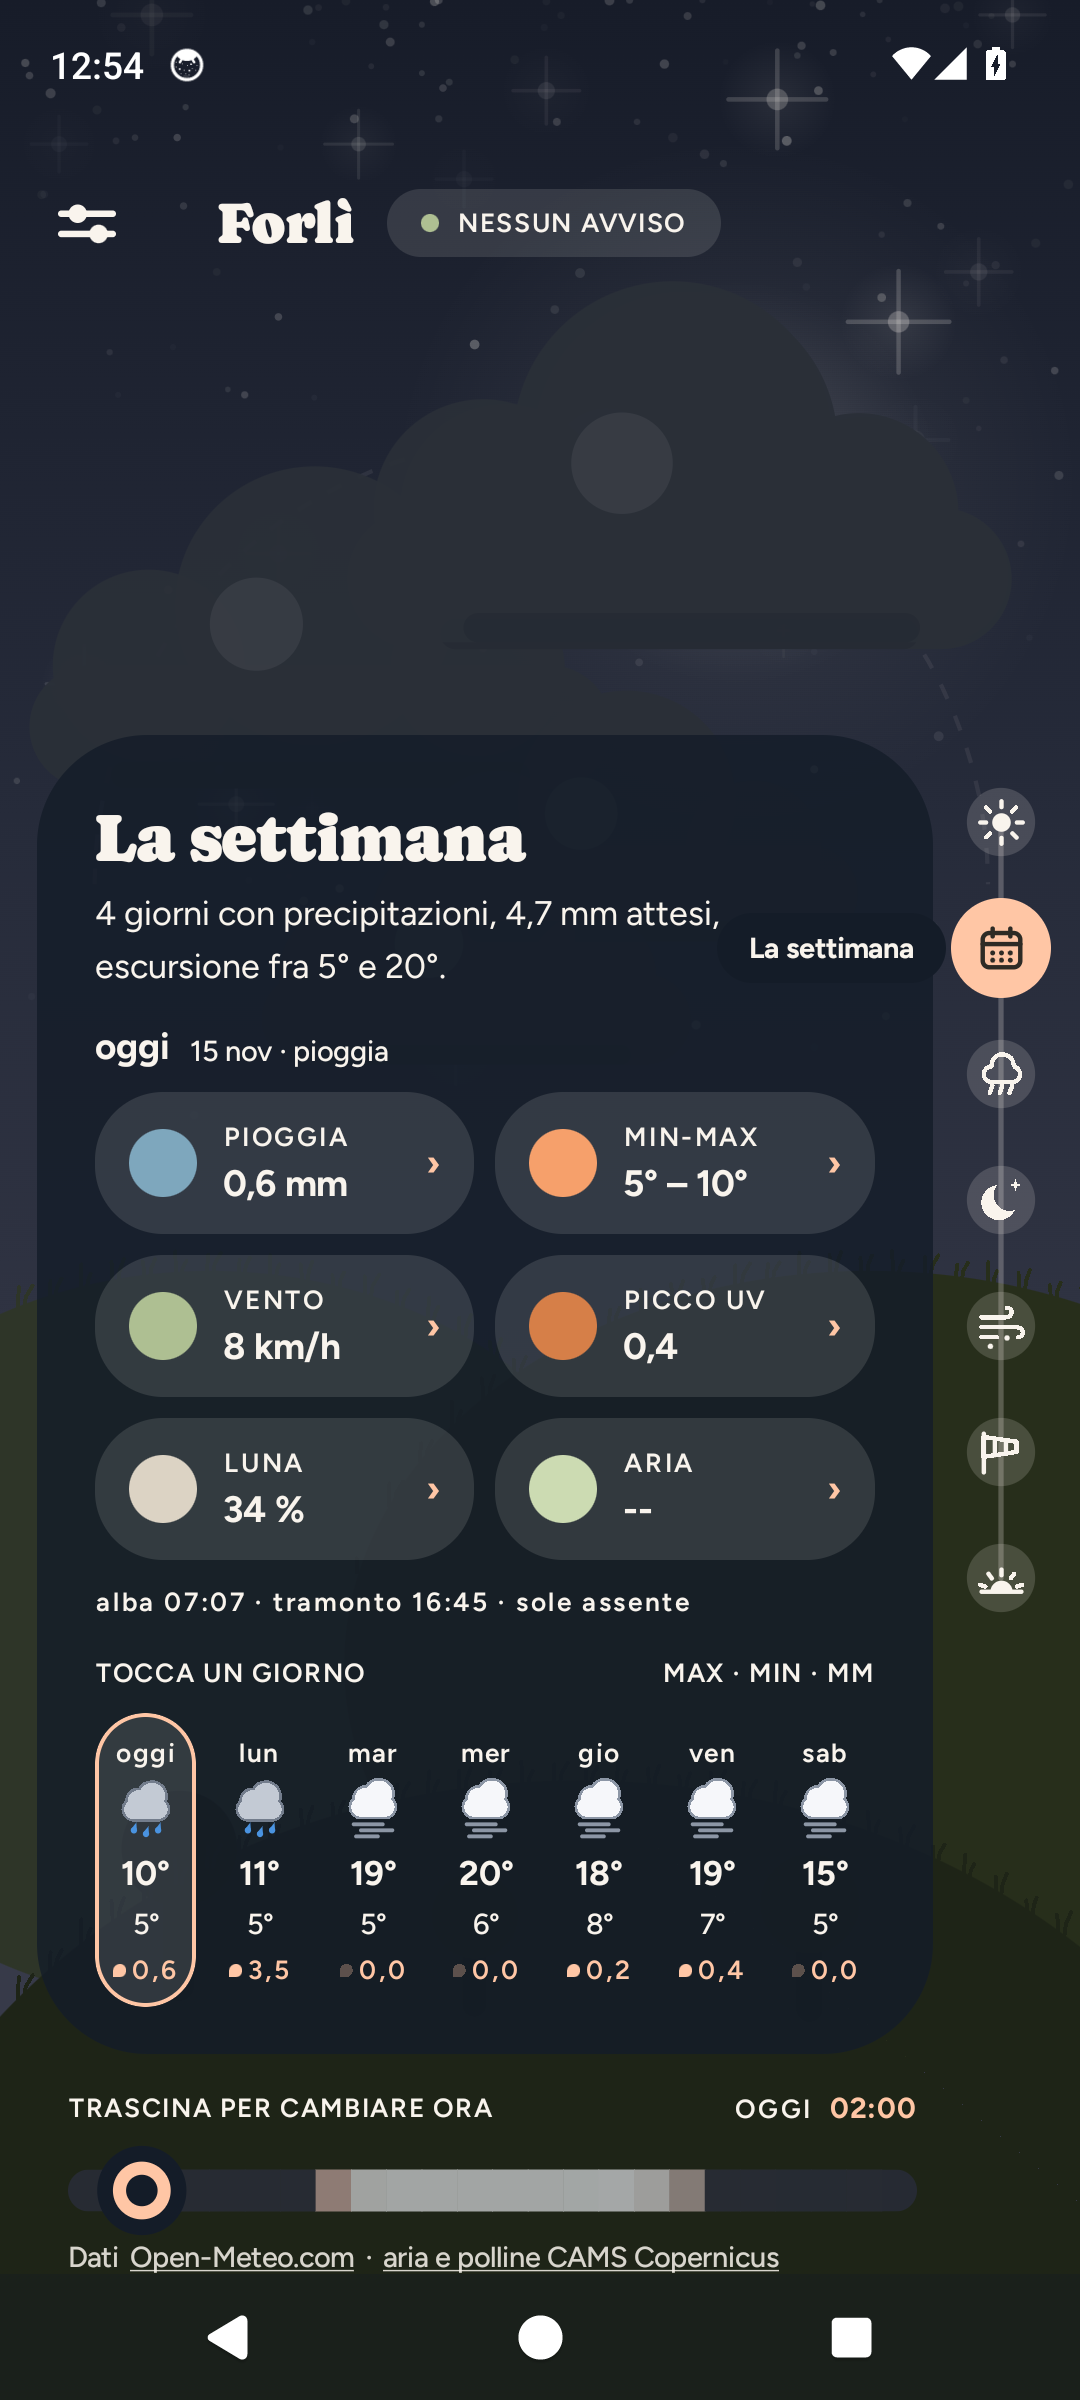 12:54
Forlì
NESSUN AVVISO
La settimana
4 giorni con precipitazioni, 4,7 mm attesi,
escursione fra 5° e 20°.
La settimana
oggi 15 nov · pioggia
PIOGGIA
0,6 mm
›
MIN-MAX
5° – 10°
›
VENTO
8 km/h
›
PICCO UV
0,4
›
LUNA
34 %
›
ARIA
--
›
alba 07:07 · tramonto 16:45 · sole assente
TOCCA UN GIORNO
MAX · MIN · MM
oggi lun mar mer gio ven sab
10° 11° 19° 20° 18° 19° 15°
5° 5° 5° 6° 8° 7° 5°
0,6 3,5 0,0 0,0 0,2 0,4 0,0
TRASCINA PER CAMBIARE ORA
OGGI 02:00
Dati Open-Meteo.com · aria e polline CAMS Copernicus